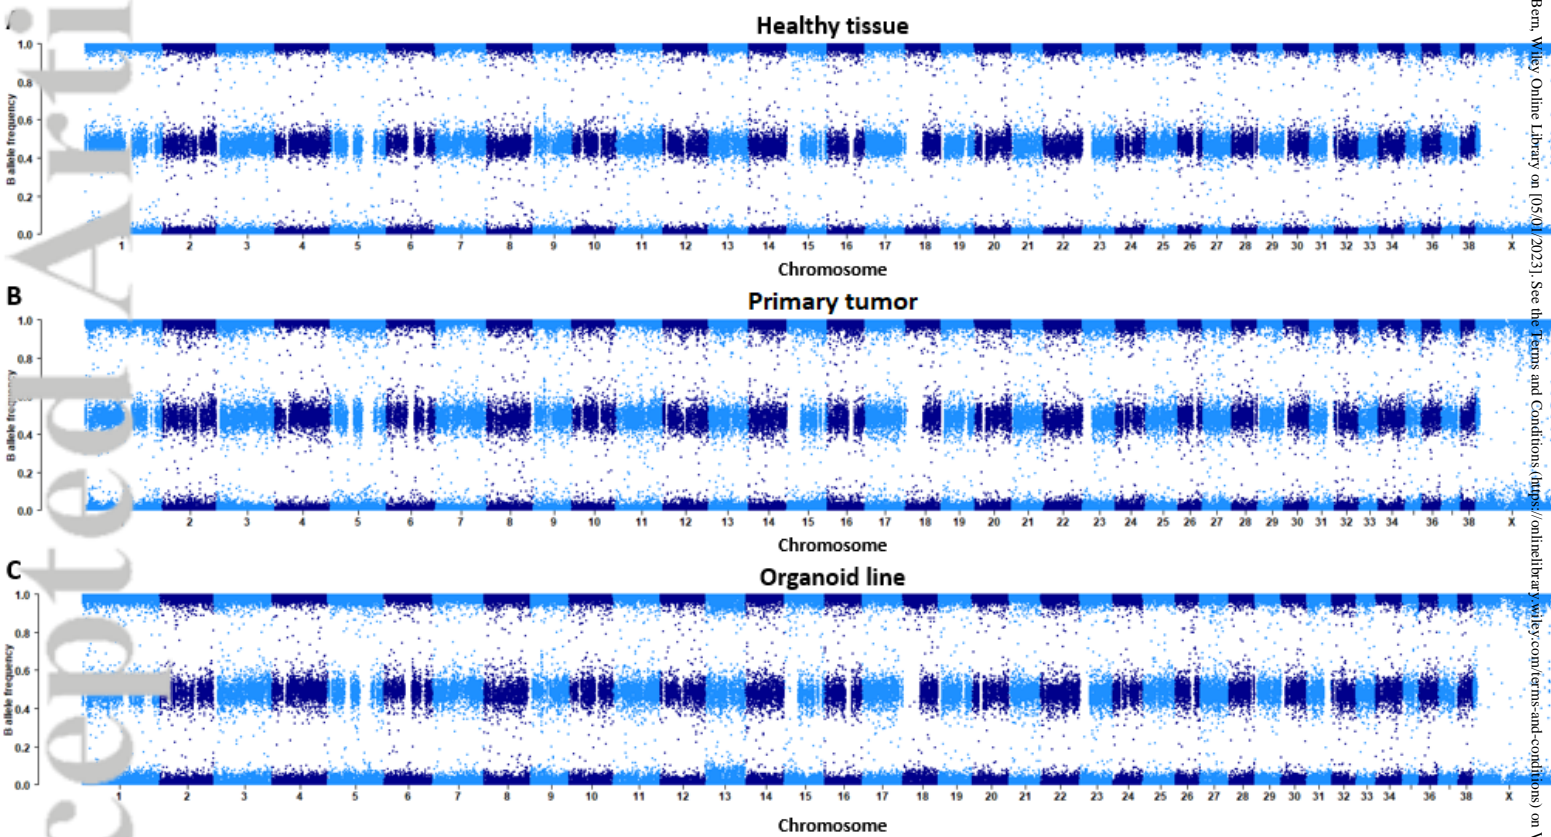 Healthy tissue
1.0
0.8
0.6
0.4
0.2
0.0
B allele frequency
1 2 3 4 5 6 7 8 9 10 11 12 13 14 15 16 17 18 19 20 21 22 23 24 25 26 27 28 29 30 31 32 33 34 36 38 X
Chromosome
B
Primary tumor
1.0
0.8
0.4
0.2
0.0
B allele frequency
2 3 4 5 6 7 8 9 10 11 12 13 14 15 16 17 18 19 20 21 22 23 24 25 26 27 28 29 30 31 32 33 34 36 38 X
Chromosome
C
Organoid line
1.0
0.8
0.6
0.4
0.2
0.0
B allele frequency
1 2 3 4 5 6 7 8 9 10 11 12 13 14 15 16 17 18 19 20 21 22 23 24 25 26 27 28 29 30 31 32 33 34 36 38 X
Chromosome
cepted Arti
Bern, Wiley Online Library on [05/01/2023]. See the Terms and Conditions (https://onlinelibrary.wiley.com/terms-and-conditions) on